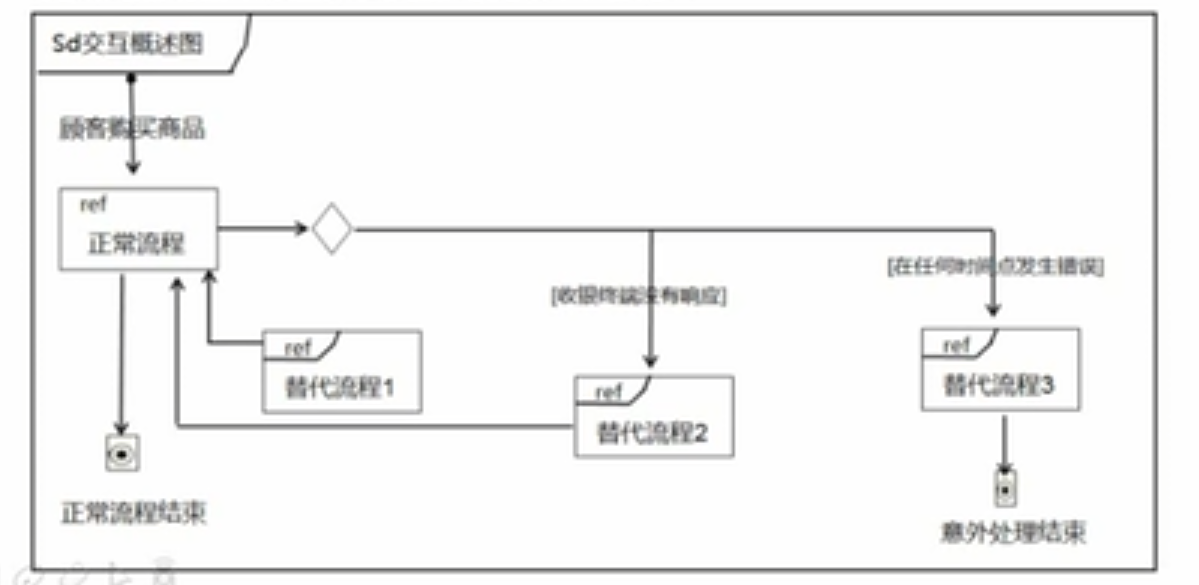 Sd交互概述图
顾客购买商品
ref
正常流程
[在任何时间点发生错误]
[收银终端没有响应]
ref
替代流程1
ref
替代流程2
ref
替代流程3
正常流程结束
意外处理结束